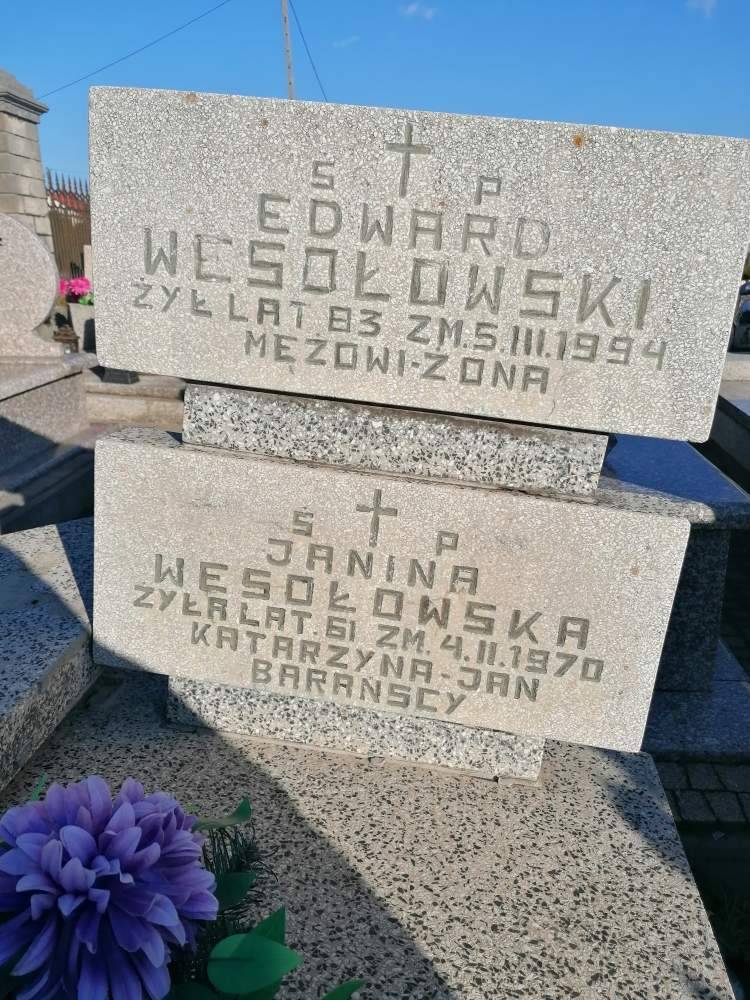 Ś P
EDWARD
WESOŁOWSKI
ŻYŁ LAT 83 ZM. 5.III.1994
MĘŻOWI-ŻONA
Ś P
JANINA
WESOŁOWSKA
ŻYŁA LAT. 61 ZM. 4.II.1970
KATARZYNA-JAN
BARAŃSCY